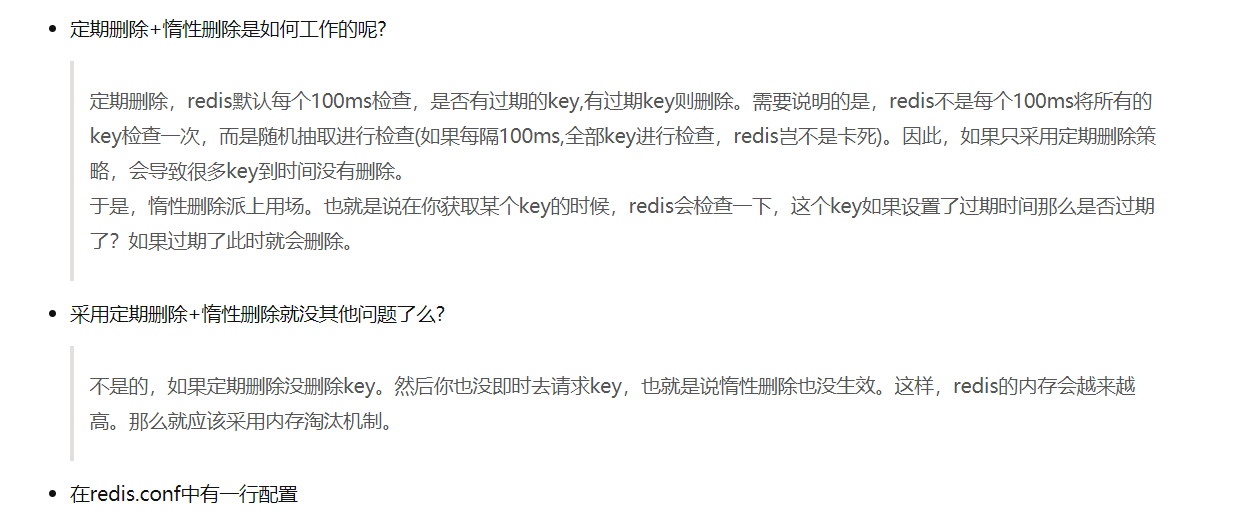 定期删除+惰性删除是如何工作的呢?
定期删除，redis默认每个100ms检查，是否有过期的key,有过期key则删除。需要说明的是，redis不是每个100ms将所有的
key检查一次，而是随机抽取进行检查(如果每隔100ms,全部key进行检查，redis岂不是卡死)。因此，如果只采用定期删除策
略，会导致很多key到时间没有删除。
于是，惰性删除派上用场。也就是说在你获取某个key的时候，redis会检查一下，这个key如果设置了过期时间那么是否过期
了？如果过期了此时就会删除。
采用定期删除+惰性删除就没其他问题了么?
不是的，如果定期删除没删除key。然后你也没即时去请求key，也就是说惰性删除也没生效。这样，redis的内存会越来越
高。那么就应该采用内存淘汰机制。
在redis.conf中有一行配置